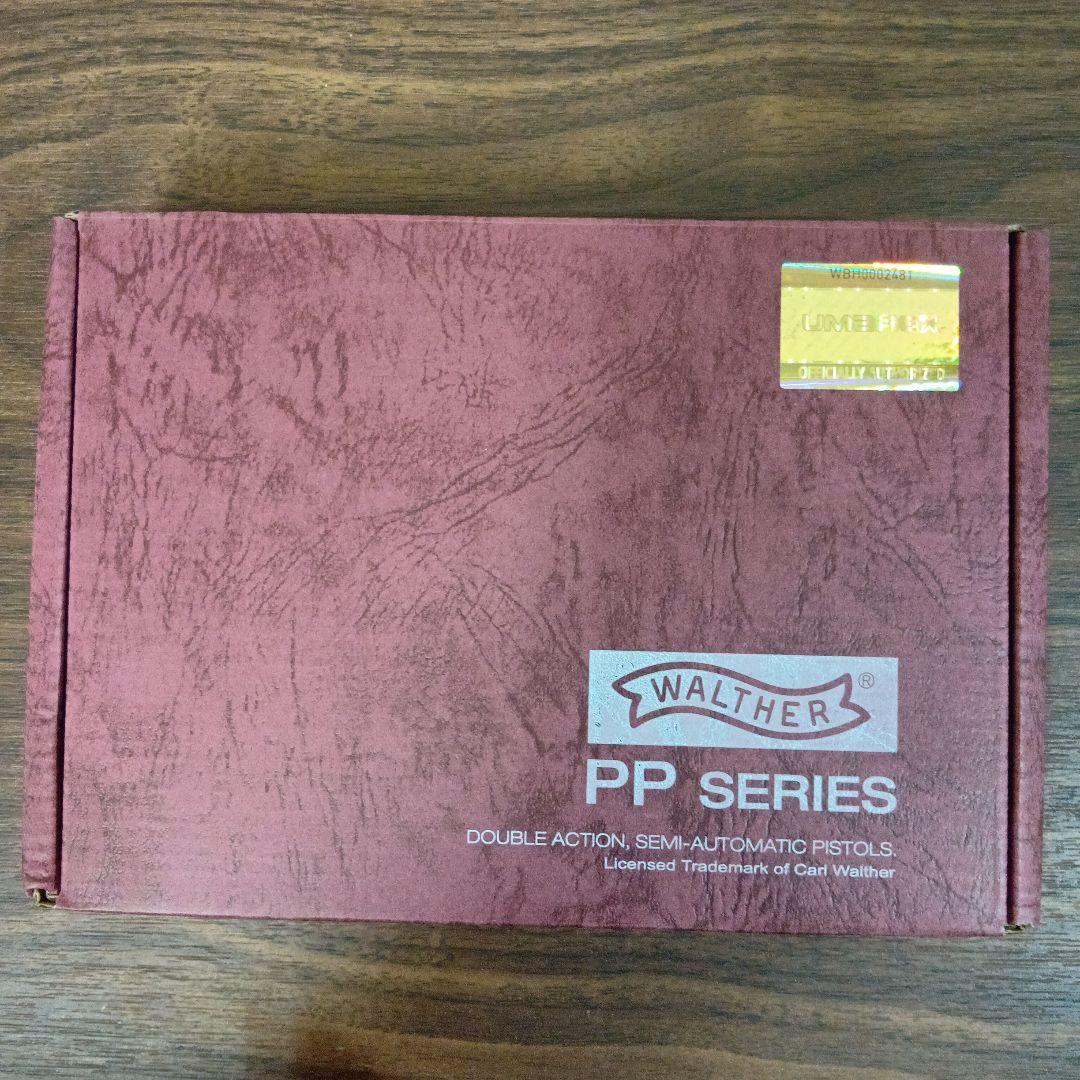 WBH0002481
UMAREX
OFFICIALLY AUTHORIZED
WALTHER®
PP SERIES
DOUBLE ACTION, SEMI-AUTOMATIC PISTOLS.
Licensed Trademark of Carl Walther